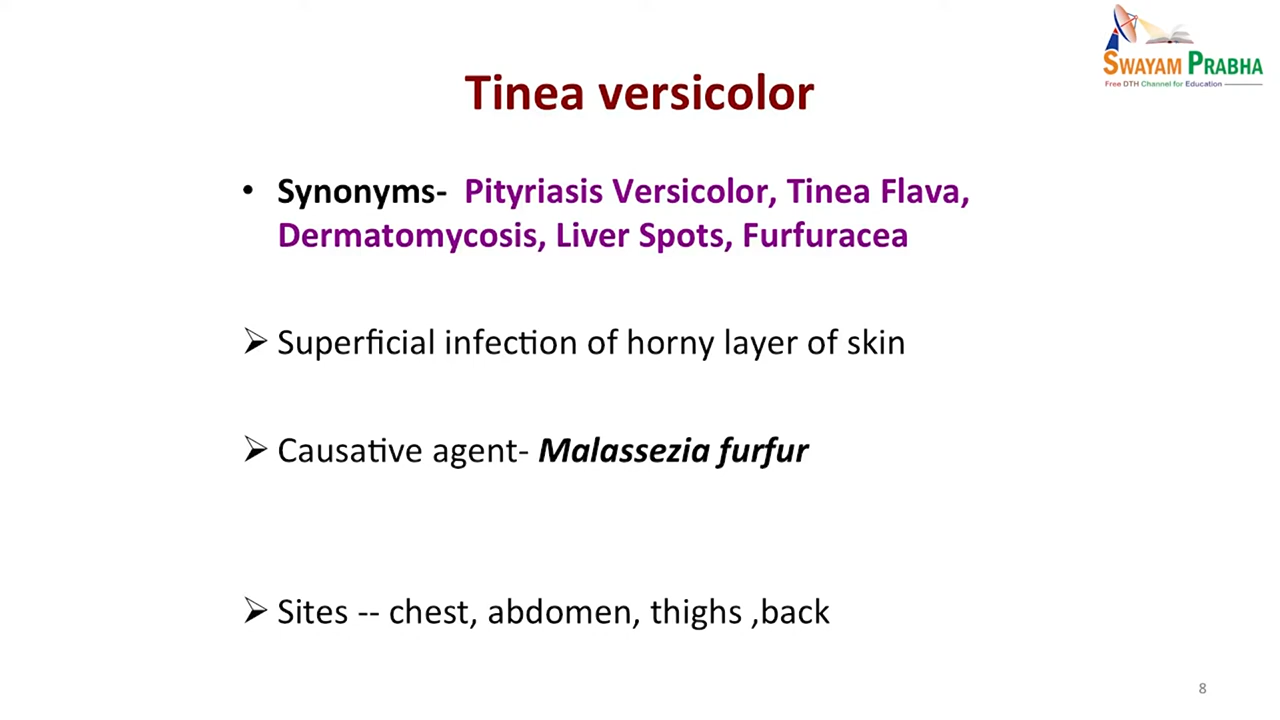 SWAYAM PRABHA
Free DTH Channel for Education
Tinea versicolor
• Synonyms- Pityriasis Versicolor, Tinea Flava,
Dermatomycosis, Liver Spots, Furfuracea
➢ Superficial infection of horny layer of skin
➢ Causative agent- Malassezia furfur
➢ Sites -- chest, abdomen, thighs ,back
8